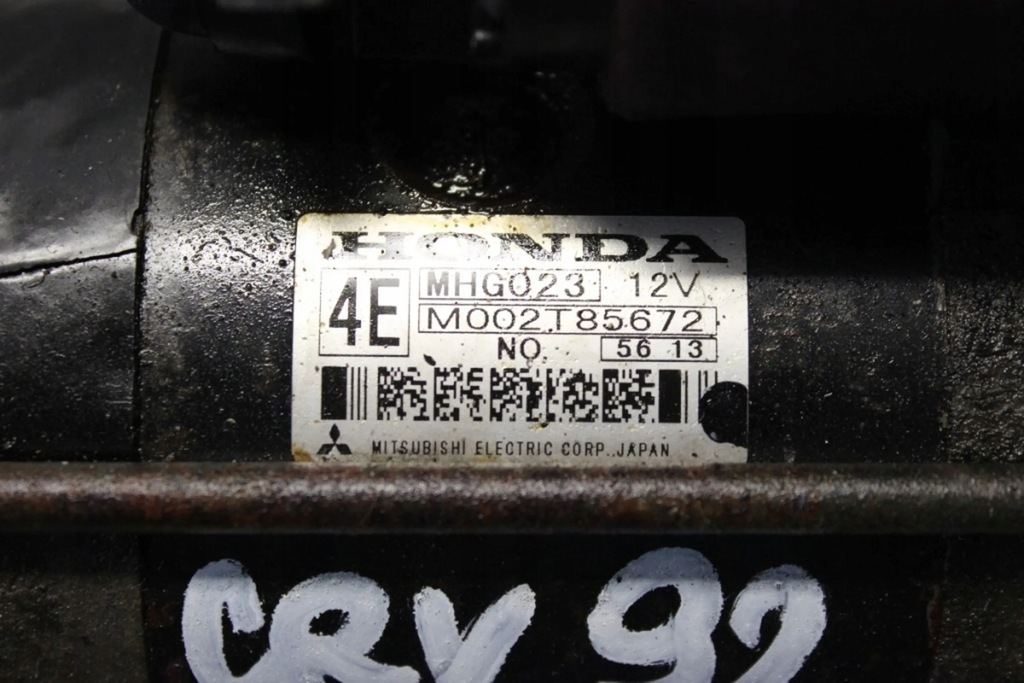 HONDA
4E
MHG023 12V
M002T85672
NO. 56 13
MITSUBISHI ELECTRIC CORP., JAPAN
CRV 92